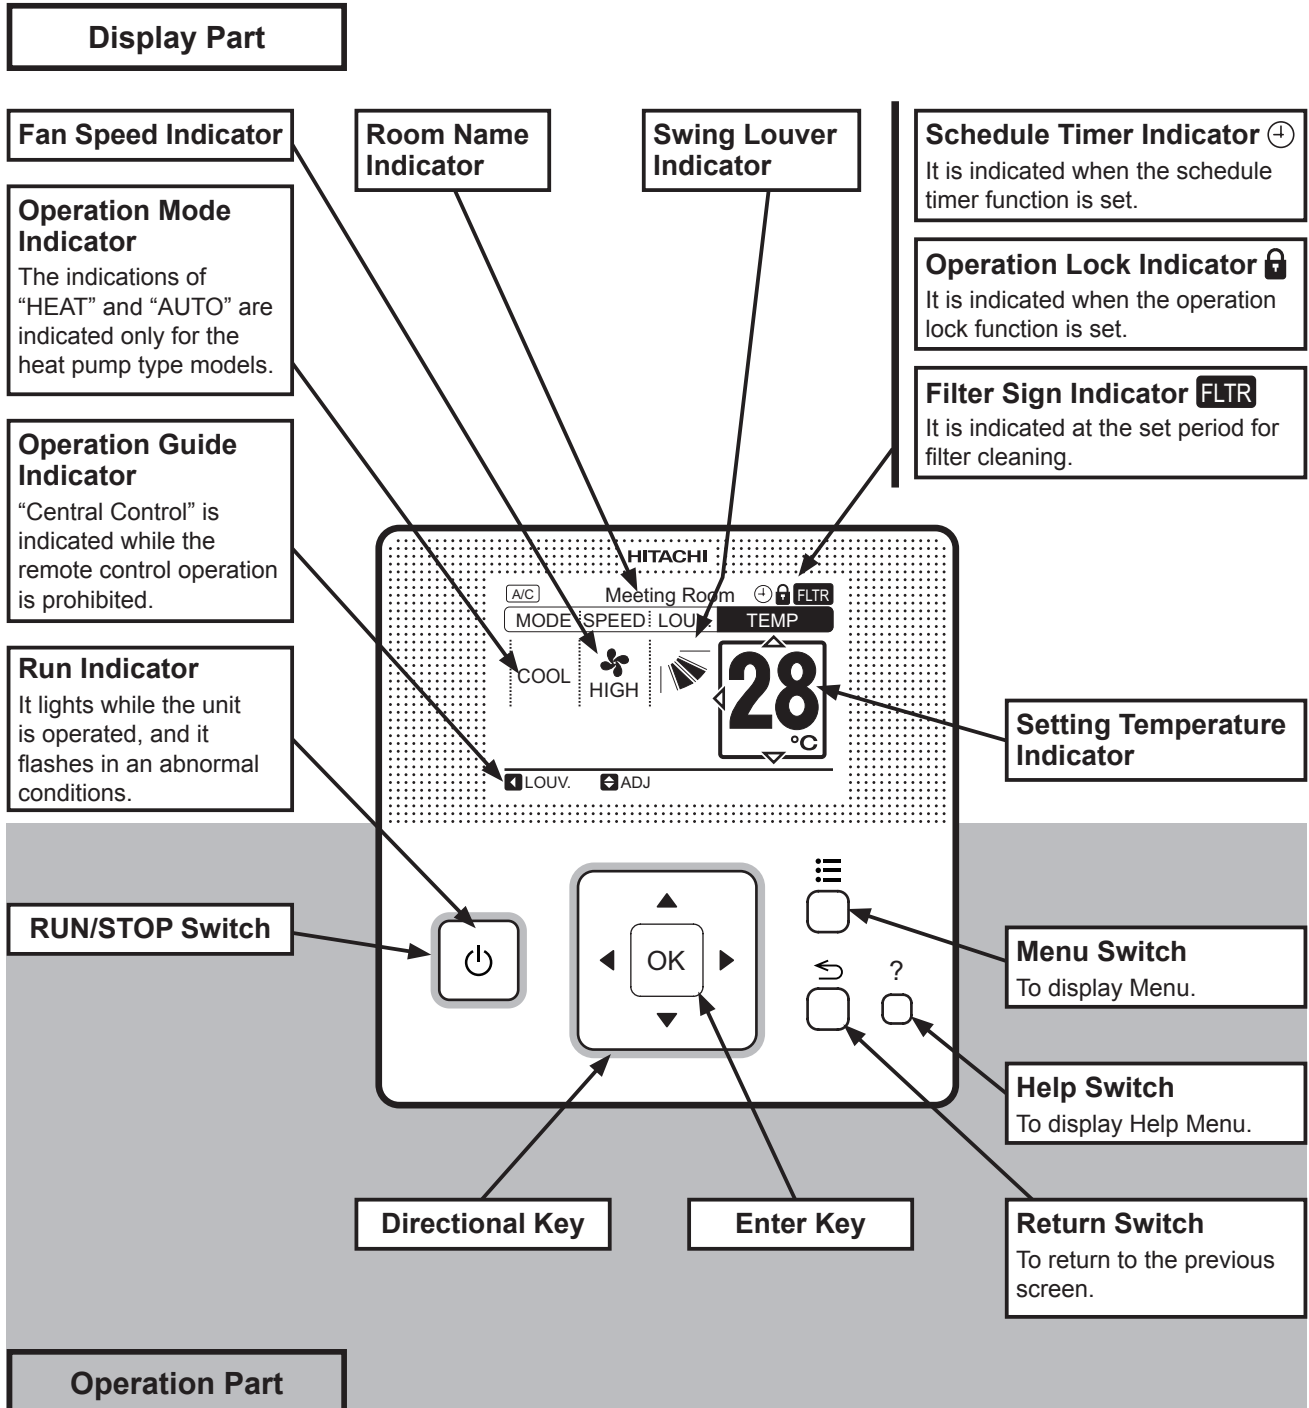 Display Part
Fan Speed Indicator
Room Name
Indicator
Swing Louver
Indicator
Schedule Timer Indicator
It is indicated when the schedule
timer function is set.
Operation Mode
Indicator
The indications of
“HEAT” and “AUTO” are
indicated only for the
heat pump type models.
Operation Lock Indicator
It is indicated when the operation
lock function is set.
Filter Sign Indicator FLTR
It is indicated at the set period for
filter cleaning.
Operation Guide
Indicator
“Central Control” is
indicated while the
remote control operation
is prohibited.
Run Indicator
It lights while the unit
is operated, and it
flashes in an abnormal
conditions.
HITACHI
A/C Meeting Room FLTR
MODE SPEED LOUV. TEMP
COOL HIGH 28 °C
LOUV. ADJ
Setting Temperature
Indicator
RUN/STOP Switch
OK
?
Menu Switch
To display Menu.
Help Switch
To display Help Menu.
Directional Key
Enter Key
Return Switch
To return to the previous
screen.
Operation Part